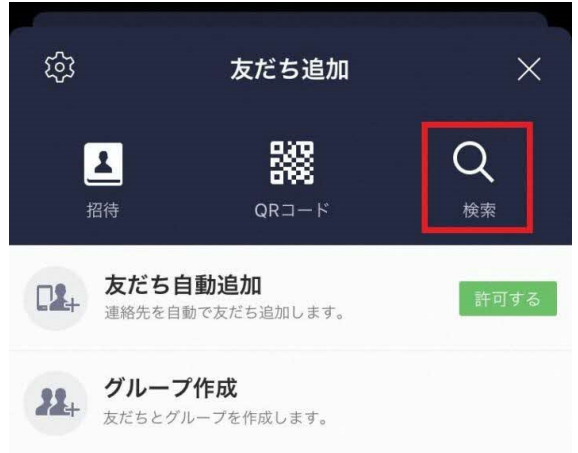 友だち追加
招待
QRコード
検索
友だち自動追加
連絡先を自動で友だち追加します。
許可する
グループ作成
友だちとグループを作成します。